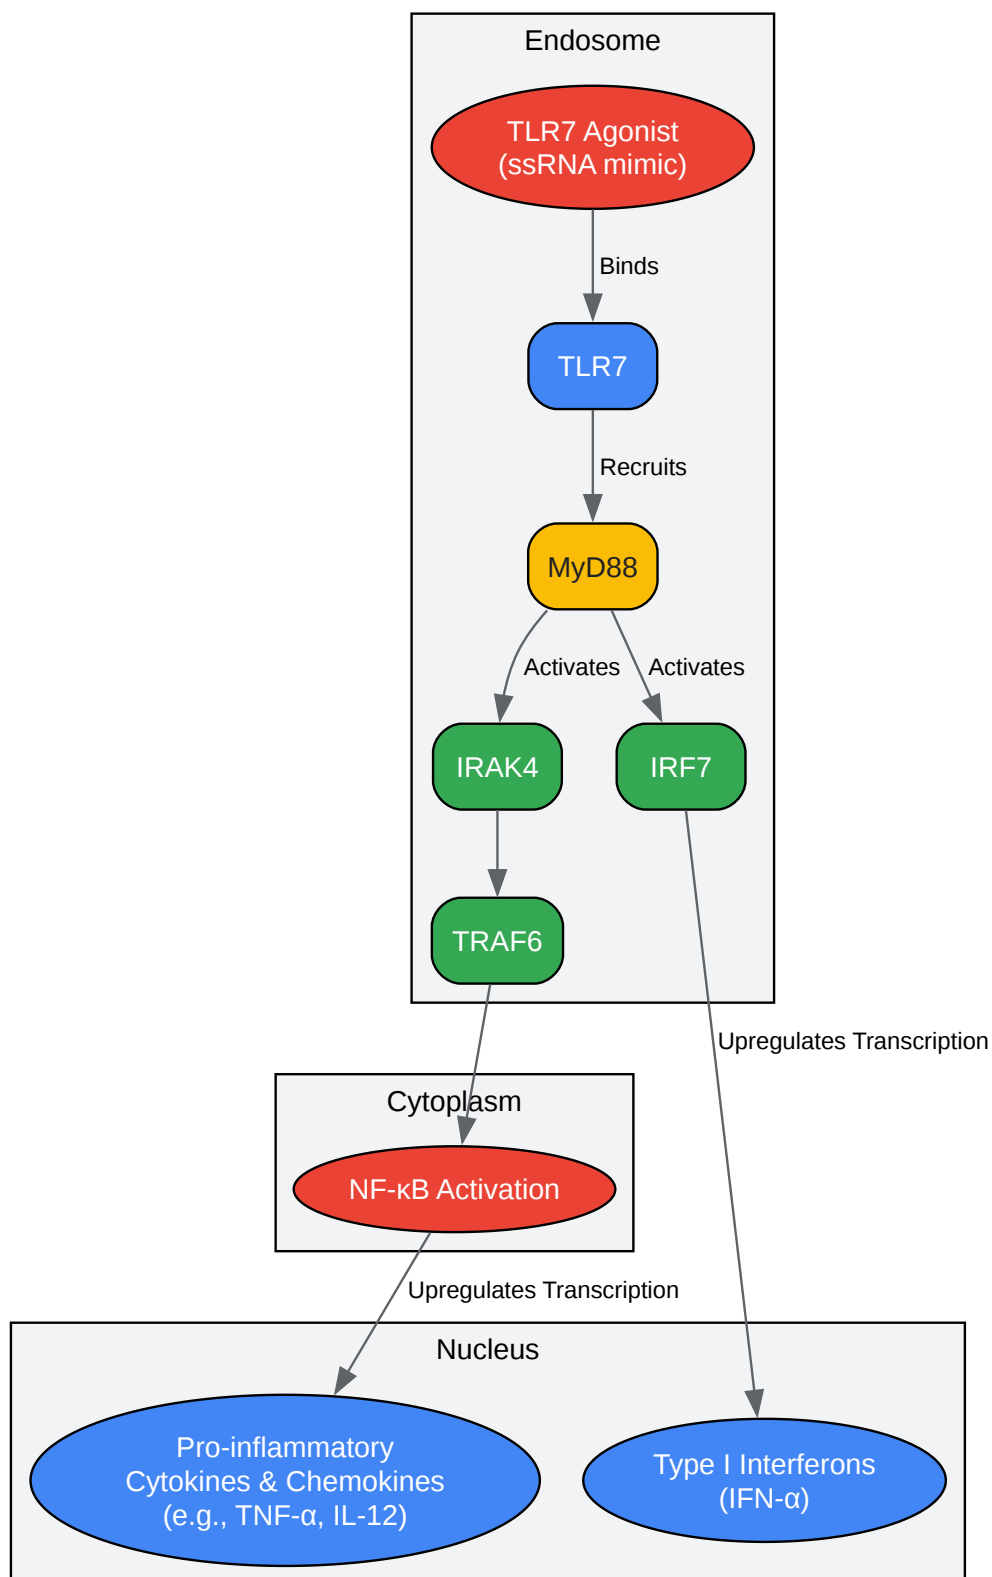 Endosome
TLR7 Agonist
(ssRNA mimic)
Binds
TLR7
Recruits
MyD88
Activates
Activates
IRAK4
IRF7
TRAF6
Upregulates Transcription
Cytoplasm
NF-κB Activation
Upregulates Transcription
Nucleus
Pro-inflammatory
Cytokines & Chemokines
(e.g., TNF-α, IL-12)
Type I Interferons
(IFN-α)